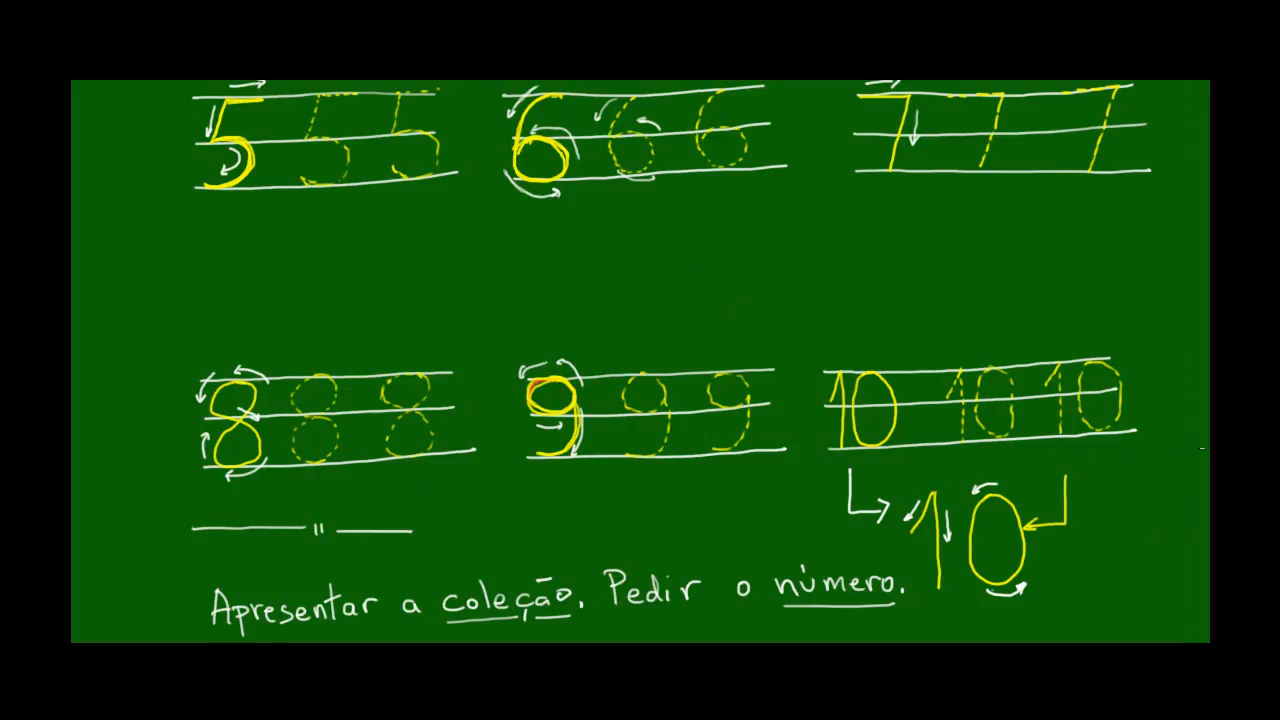 5 5 5 6 6 6 7 7 7
8 8 8 9 9 9 10 10 10
10
——— " ———
Apresentar a coleção. Pedir o número.